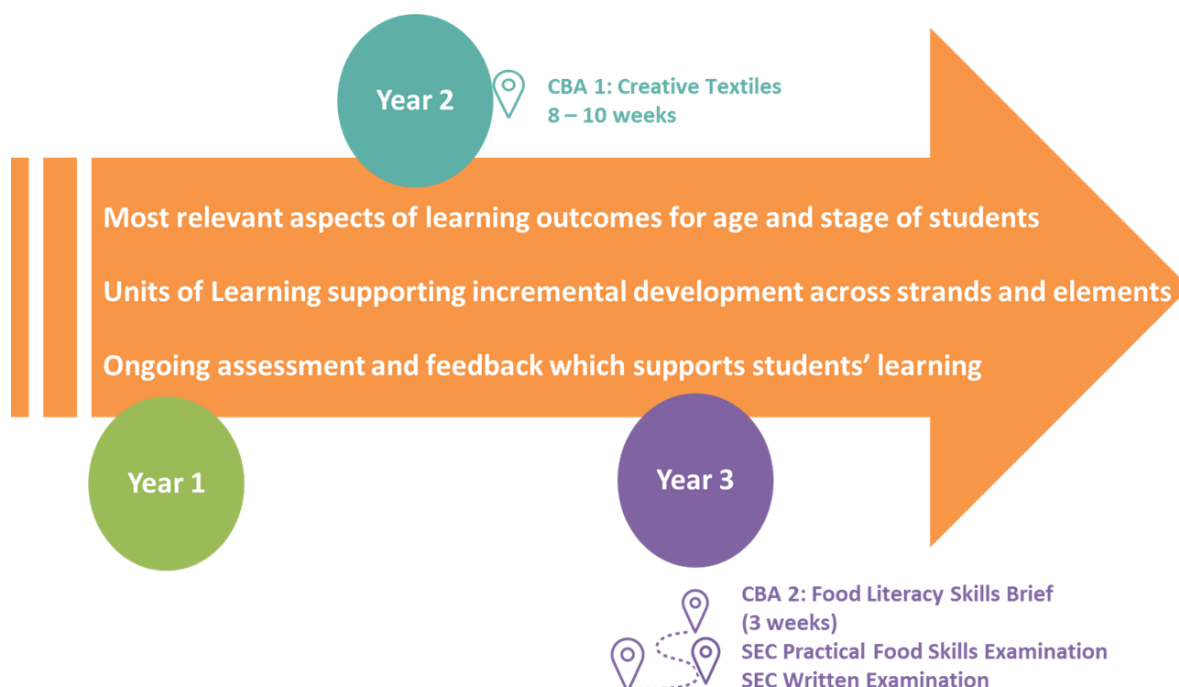 Year 2
CBA 1: Creative Textiles
8 – 10 weeks
Most relevant aspects of learning outcomes for age and stage of students
Units of Learning supporting incremental development across strands and elements
Ongoing assessment and feedback which supports students’ learning
Year 1
Year 3
CBA 2: Food Literacy Skills Brief
(3 weeks)
SEC Practical Food Skills Examination
SEC Written Examination